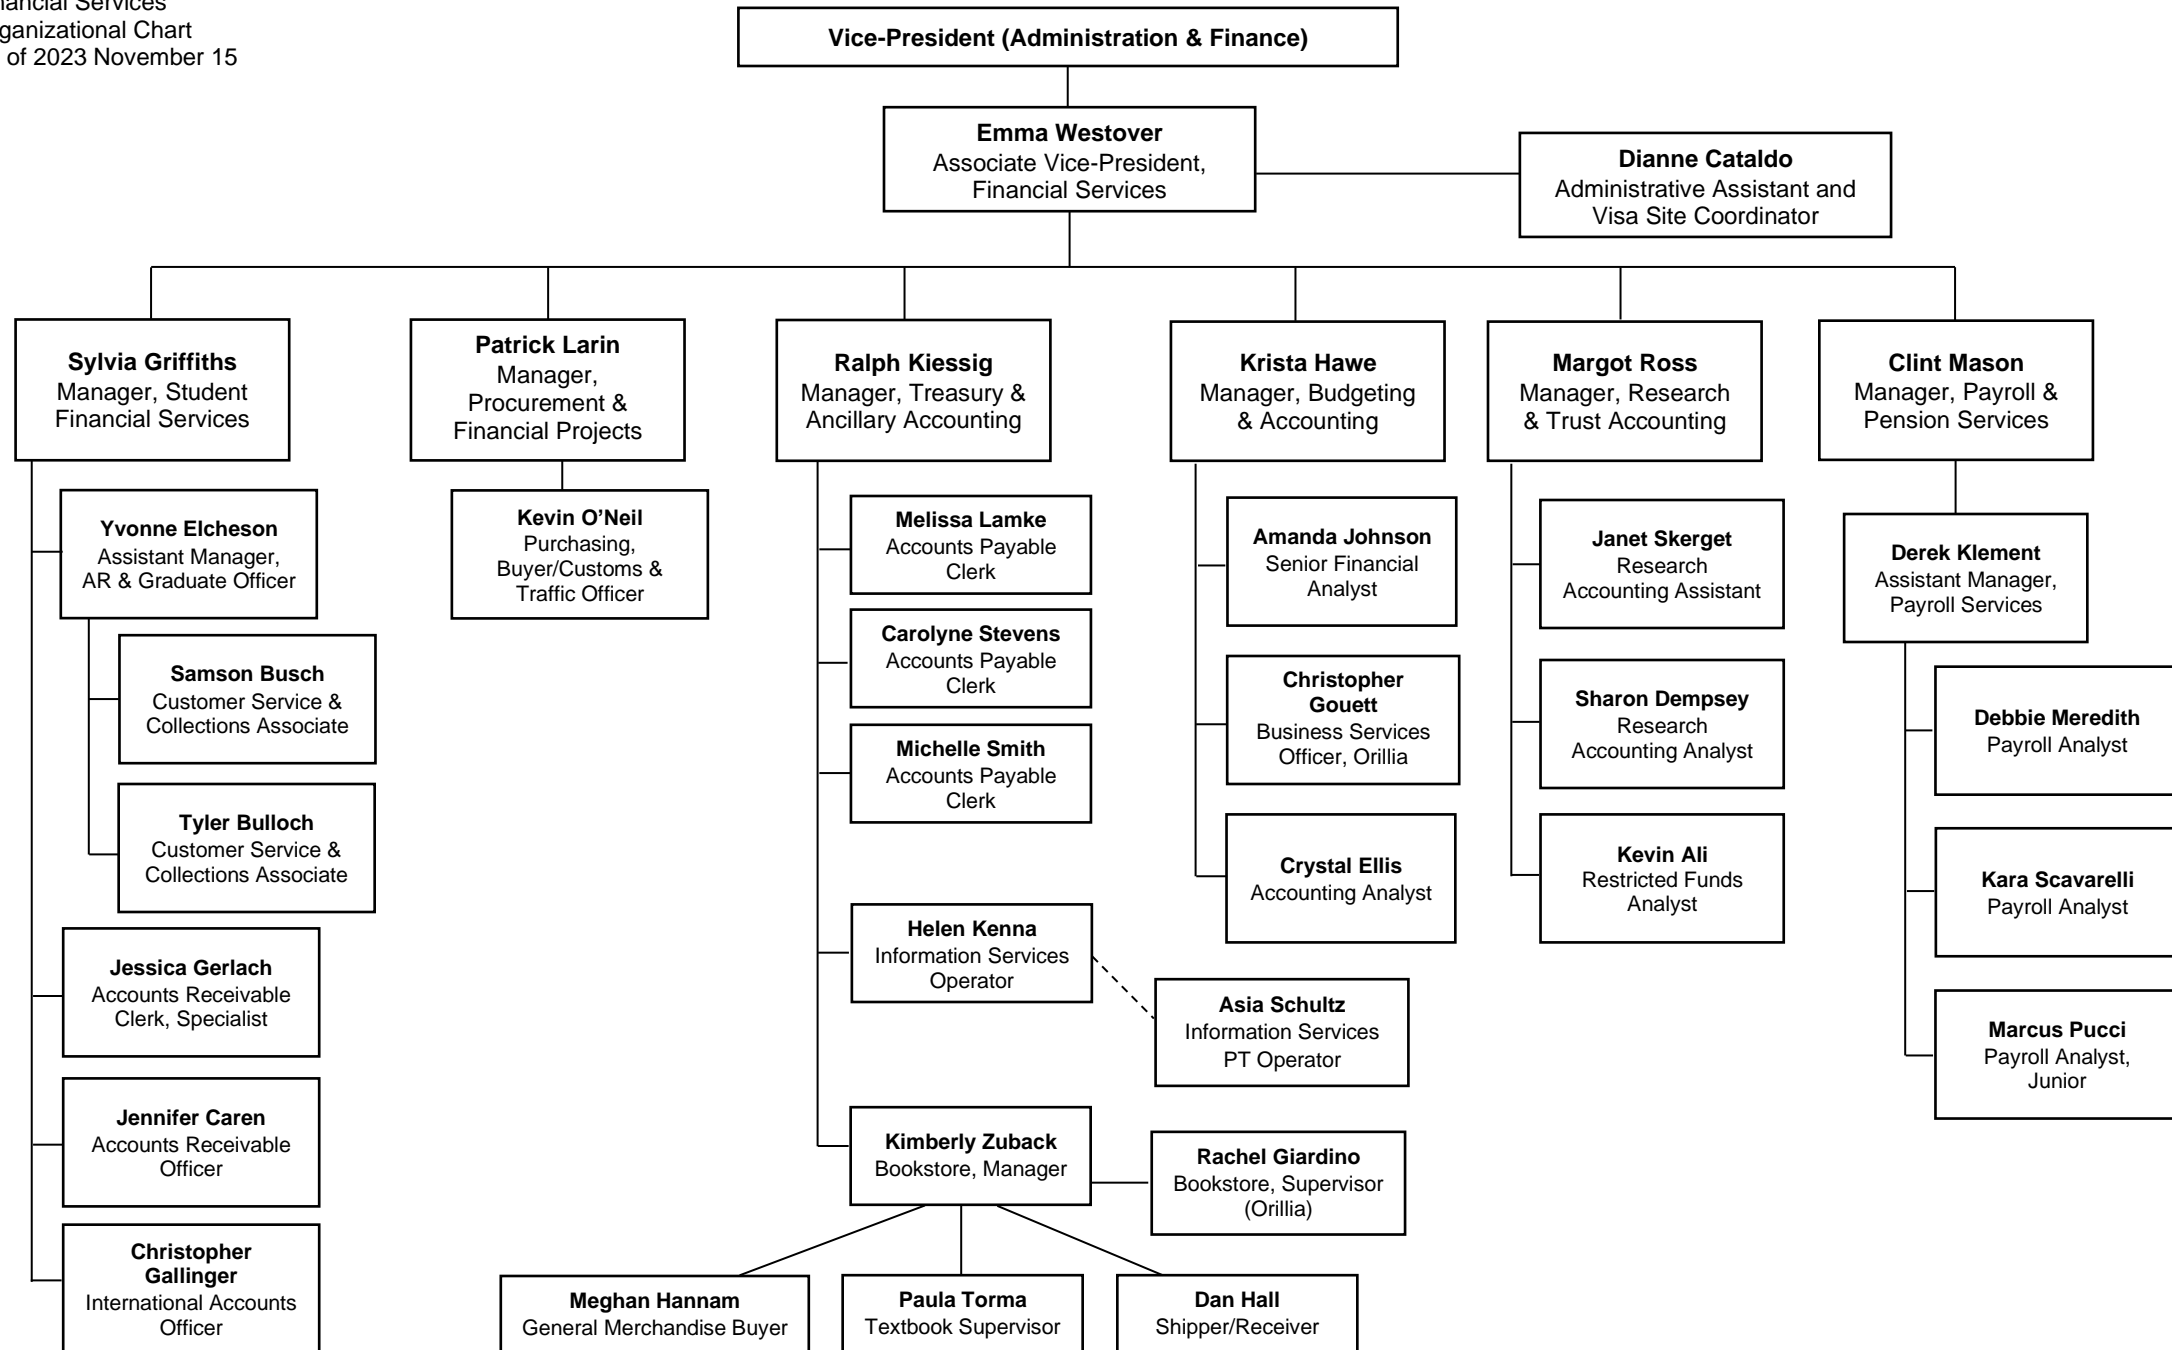 nancial Services
ganizational Chart
of 2023 November 15
Vice-President (Administration & Finance)
Emma Westover
Associate Vice-President,
Financial Services
Dianne Cataldo
Administrative Assistant and
Visa Site Coordinator
Sylvia Griffiths
Manager, Student
Financial Services
Patrick Larin
Manager,
Procurement &
Financial Projects
Ralph Kiessig
Manager, Treasury &
Ancillary Accounting
Krista Hawe
Manager, Budgeting
& Accounting
Margot Ross
Manager, Research
& Trust Accounting
Clint Mason
Manager, Payroll &
Pension Services
Yvonne Elcheson
Assistant Manager,
AR & Graduate Officer
Samson Busch
Customer Service &
Collections Associate
Tyler Bulloch
Customer Service &
Collections Associate
Jessica Gerlach
Accounts Receivable
Clerk, Specialist
Jennifer Caren
Accounts Receivable
Officer
Christopher
Gallinger
International Accounts
Officer
Kevin O’Neil
Purchasing,
Buyer/Customs &
Traffic Officer
Melissa Lamke
Accounts Payable
Clerk
Carolyne Stevens
Accounts Payable
Clerk
Michelle Smith
Accounts Payable
Clerk
Helen Kenna
Information Services
Operator
Asia Schultz
Information Services
PT Operator
Kimberly Zuback
Bookstore, Manager
Rachel Giardino
Bookstore, Supervisor
(Orillia)
Meghan Hannam
General Merchandise Buyer
Paula Torma
Textbook Supervisor
Dan Hall
Shipper/Receiver
Amanda Johnson
Senior Financial
Analyst
Christopher
Gouett
Business Services
Officer, Orillia
Crystal Ellis
Accounting Analyst
Janet Skerget
Research
Accounting Assistant
Sharon Dempsey
Research
Accounting Analyst
Kevin Ali
Restricted Funds
Analyst
Derek Klement
Assistant Manager,
Payroll Services
Debbie Meredith
Payroll Analyst
Kara Scavarelli
Payroll Analyst
Marcus Pucci
Payroll Analyst,
Junior